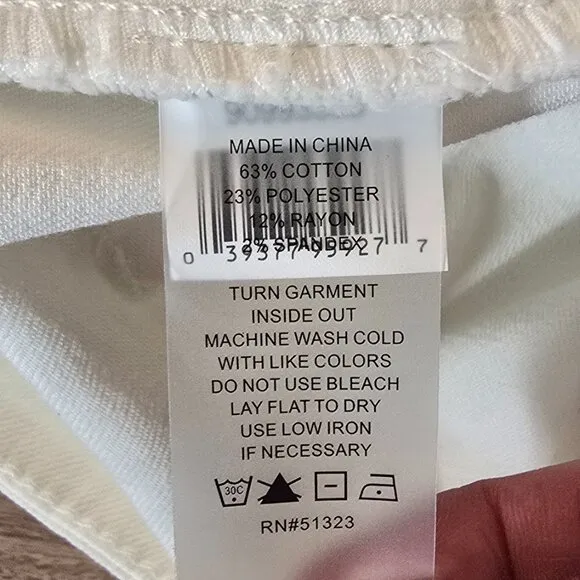 MADE IN CHINA
63% COTTON
23% POLYESTER
12% RAYON
2% SPANDEX
TURN GARMENT
INSIDE OUT
MACHINE WASH COLD
WITH LIKE COLORS
DO NOT USE BLEACH
LAY FLAT TO DRY
USE LOW IRON
IF NECESSARY
30C
RN#51323